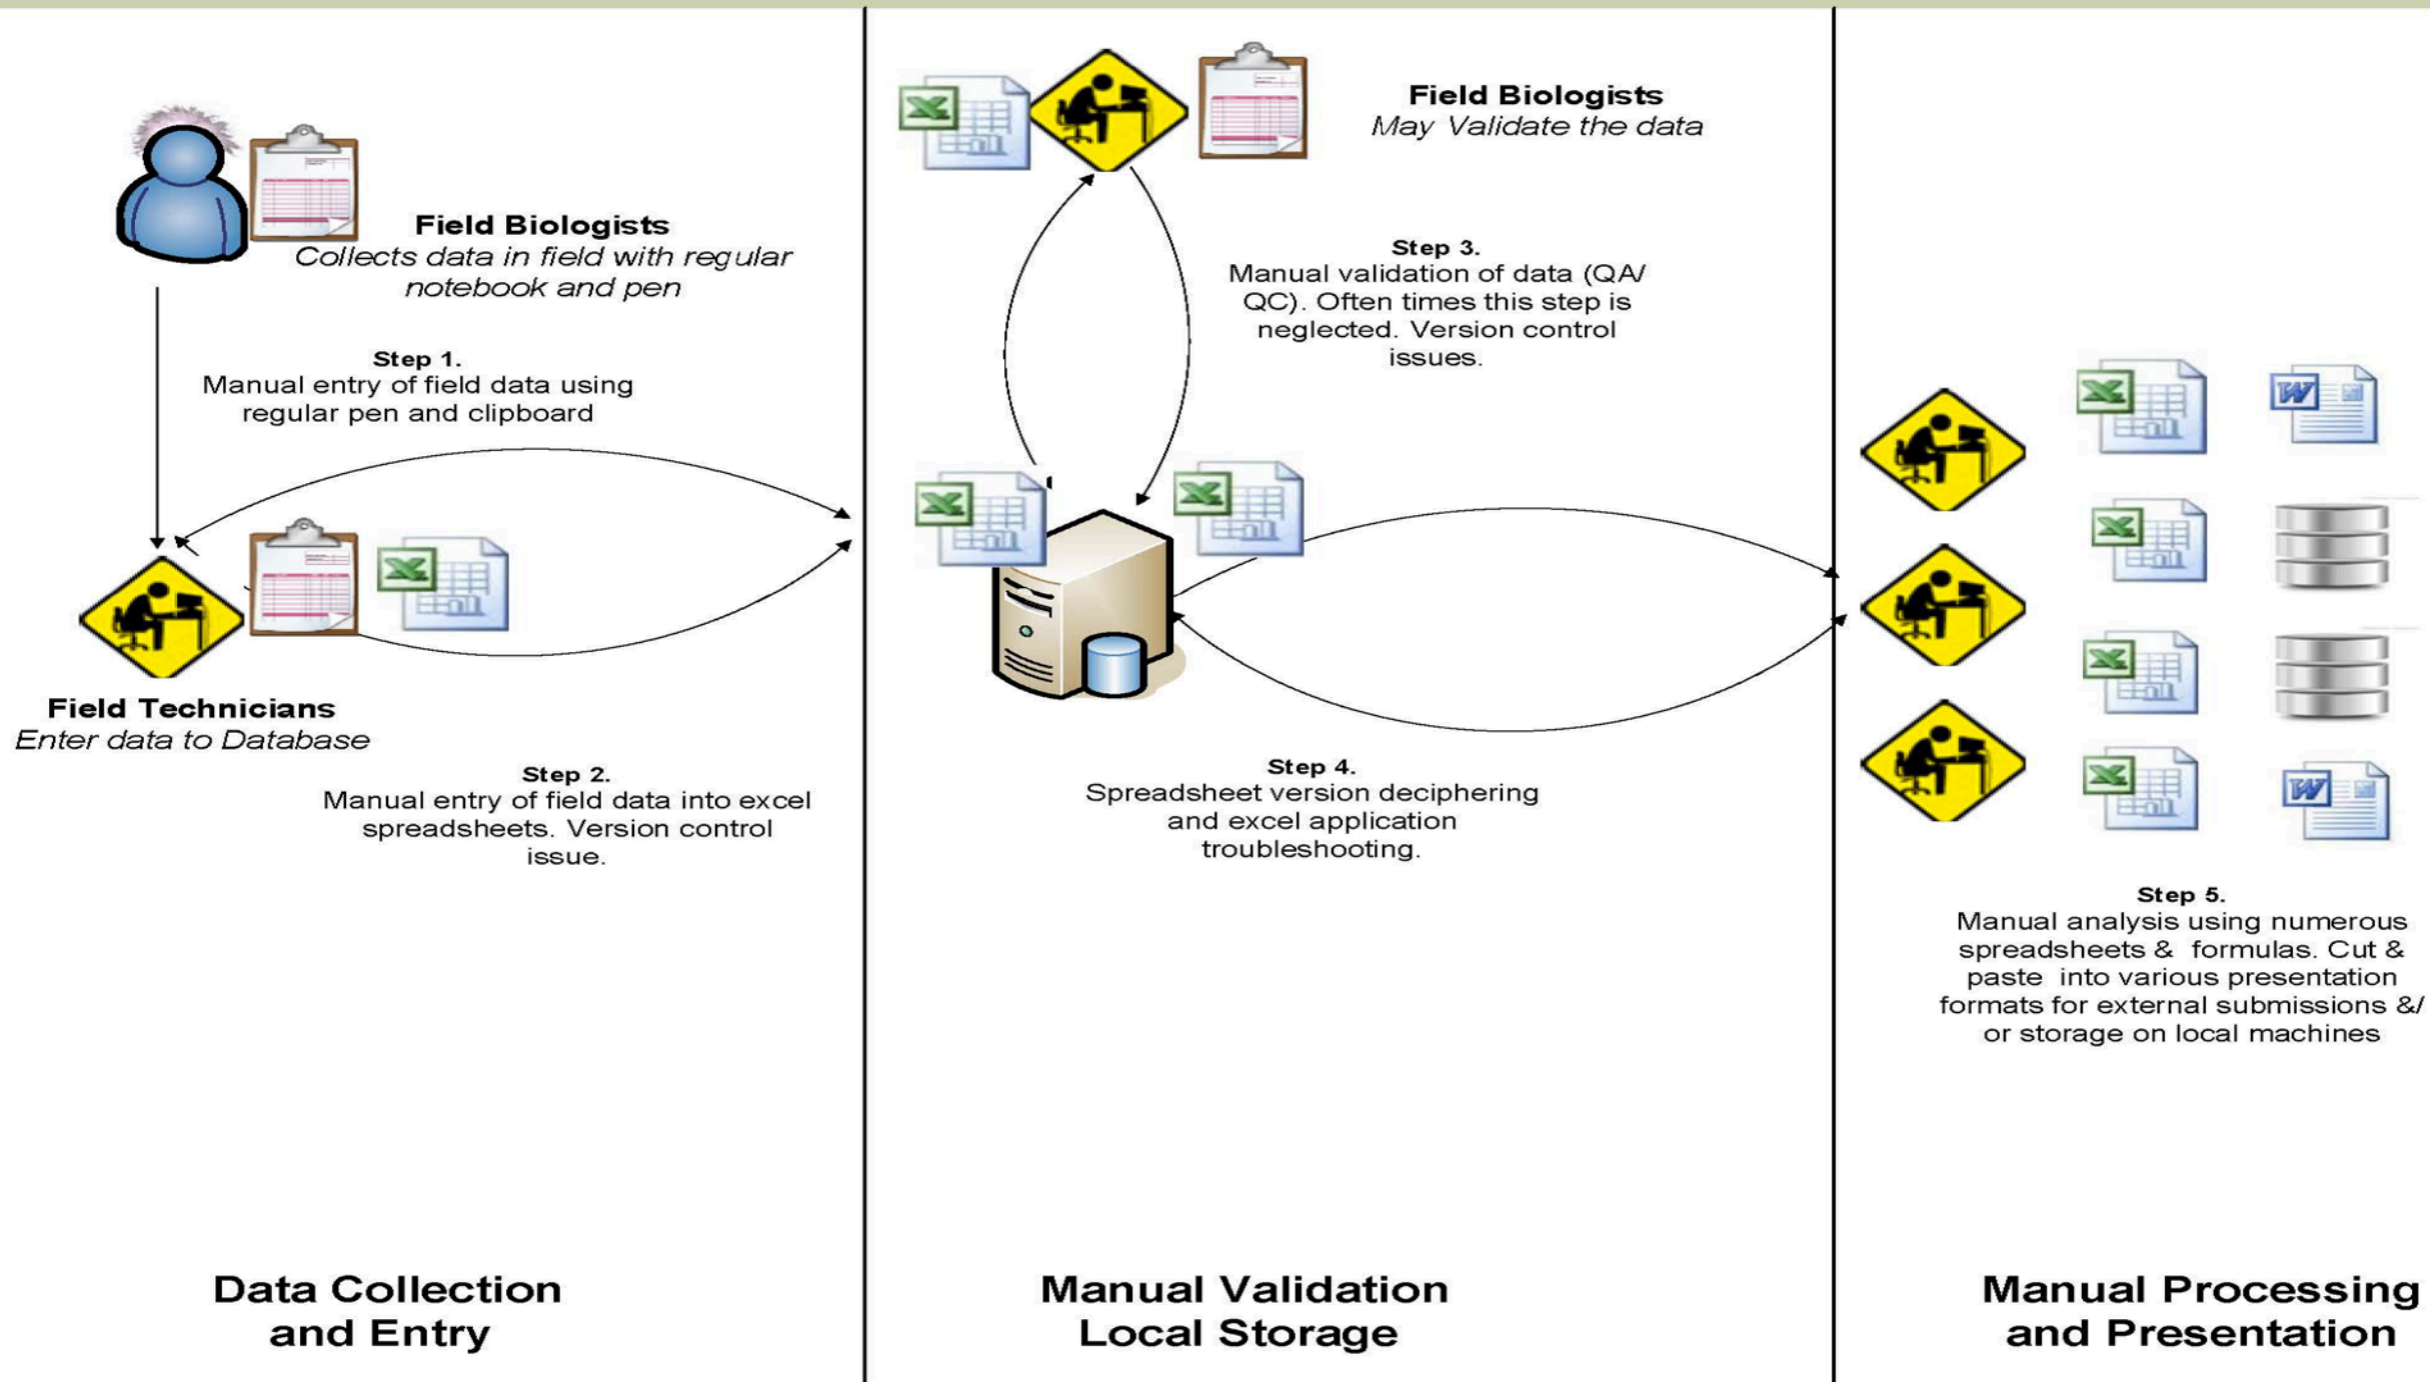 Field Biologists
Collects data in field with regular
notebook and pen
Step 1.
Manual entry of field data using
regular pen and clipboard
Field Technicians
Enter data to Database
Step 2.
Manual entry of field data into excel
spreadsheets. Version control
issue.
Data Collection
and Entry
Field Biologists
May Validate the data
Step 3.
Manual validation of data (QA/
QC). Often times this step is
neglected. Version control
issues.
Step 4.
Spreadsheet version deciphering
and excel application
troubleshooting.
Manual Validation
Local Storage
Step 5.
Manual analysis using numerous
spreadsheets & formulas. Cut &
paste into various presentation
formats for external submissions &/
or storage on local machines
Manual Processing
and Presentation